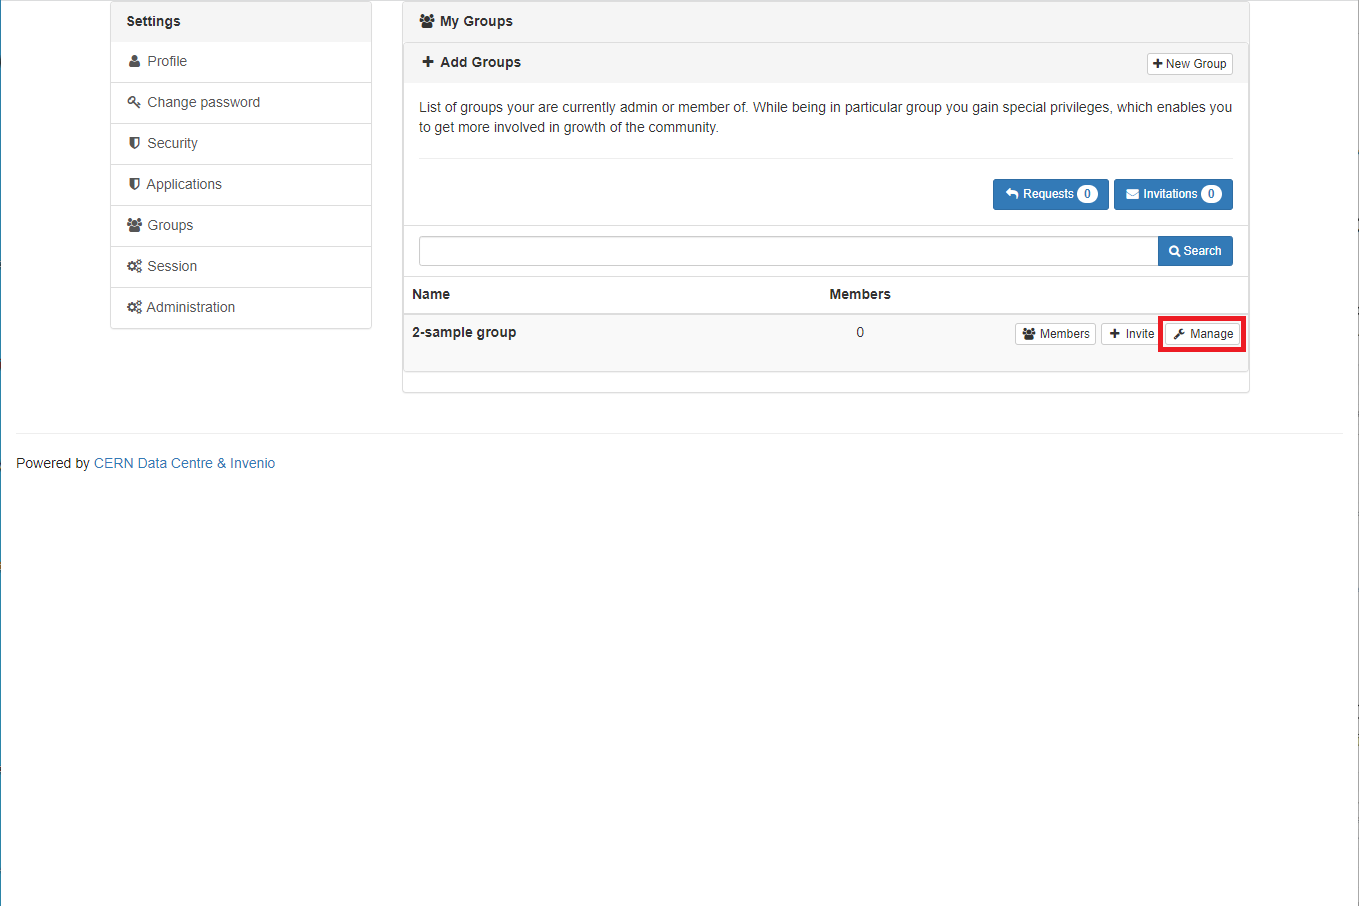 Settings
Profile
Change password
Security
Applications
Groups
Session
Administration
My Groups
Add Groups
New Group
List of groups your are currently admin or member of. While being in particular group you gain special privileges, which enables you
to get more involved in growth of the community.
Requests 0 Invitations 0
Search
Name Members
2-sample group 0 Members Invite Manage
Powered by CERN Data Centre & Invenio